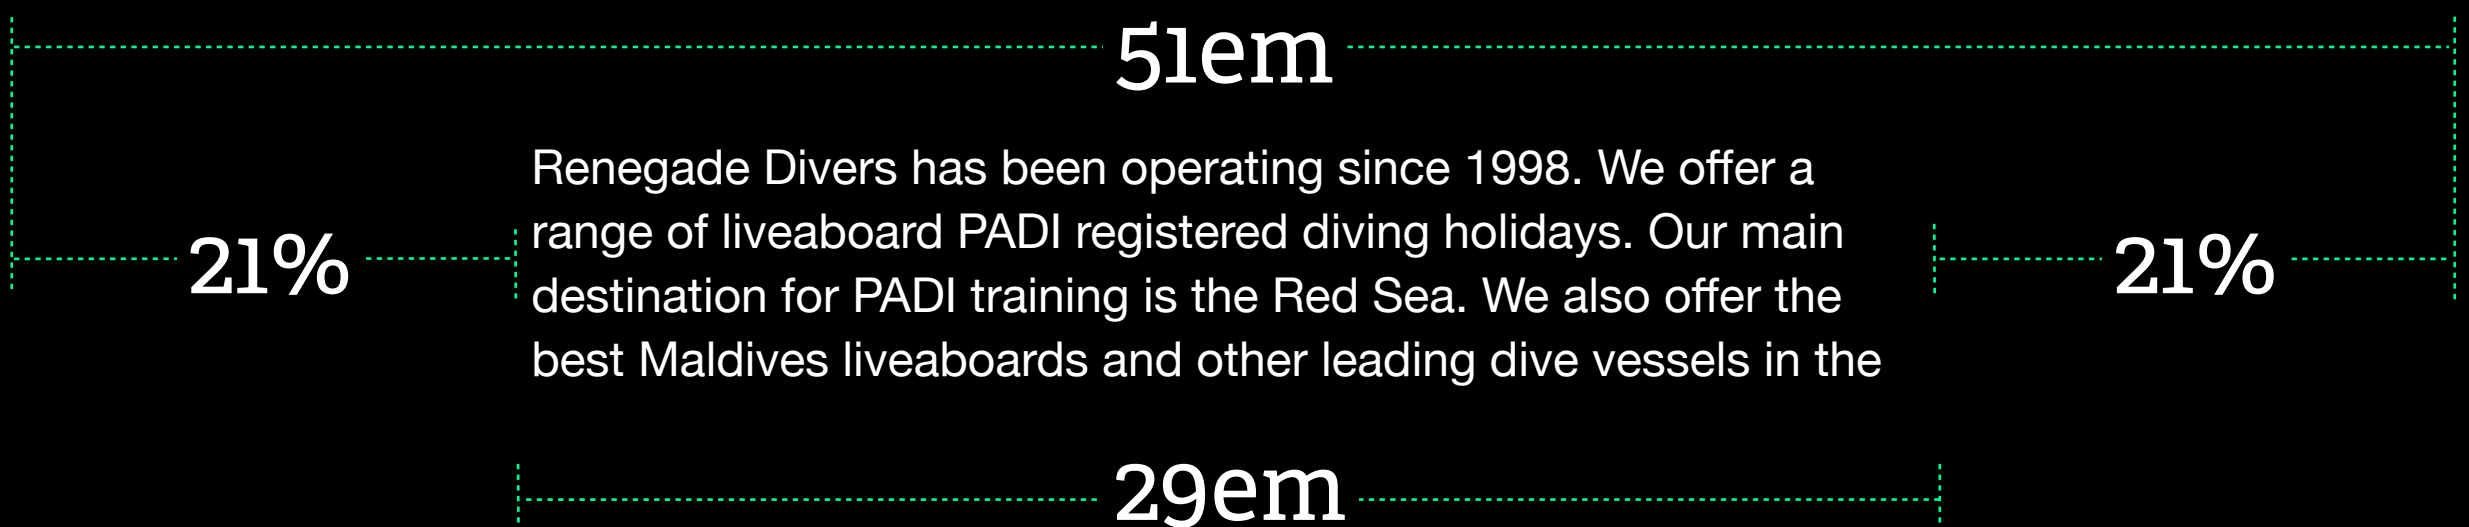 51em
Renegade Divers has been operating since 1998. We offer a
range of liveaboard PADI registered diving holidays. Our main
21%
21%
destination for PADI training is the Red Sea. We also offer the
best Maldives liveaboards and other leading dive vessels in the
29em